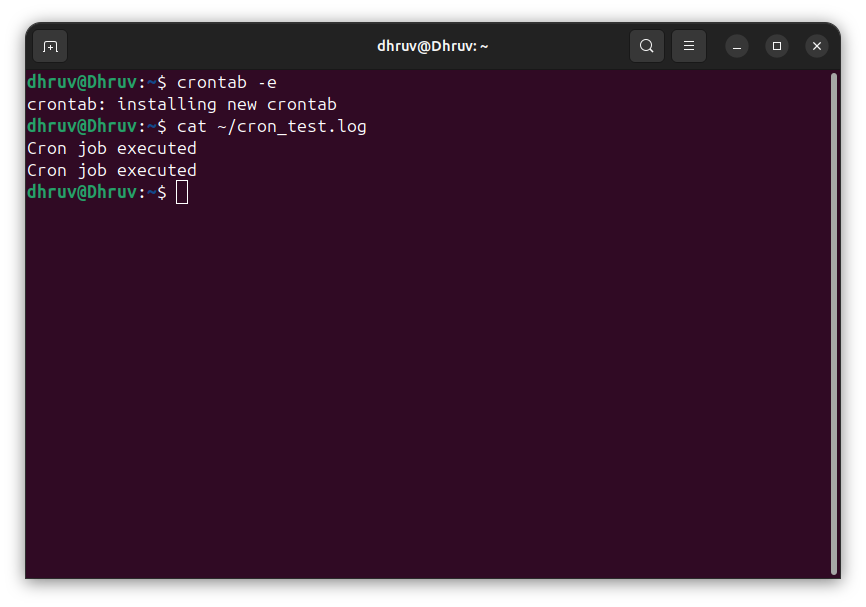 dhruv@Dhruv: ~
dhruv@Dhruv:~$ crontab -e
crontab: installing new crontab
dhruv@Dhruv:~$ cat ~/cron_test.log
Cron job executed
Cron job executed
dhruv@Dhruv:~$